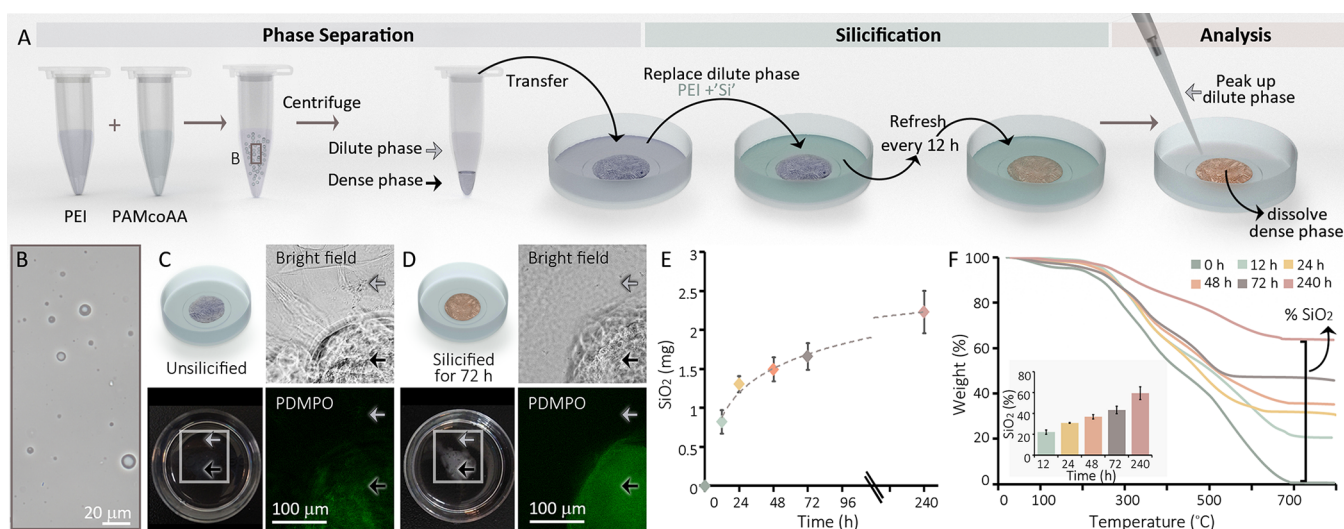 A
Phase Separation
Silicification
Analysis
Centrifuge
Transfer
Replace dilute phase
PEI +'Si'
Refresh
every 12 h
Peak up
dilute phase
+
B
Dilute phase
Dense phase
PEI
PAMcoAA
dissolve
dense phase
B
20 µm
C
Unsilicified
Bright field
PDMPO
100 µm
D
Silicified
for 72 h
Bright field
PDMPO
100 µm
E
SiO₂ (mg)
3
2.5
2
1.5
1
0.5
0
0
24
48
72
96
240
Time (h)
F
Weight (%)
100
80
60
40
20
0
0 h
12 h
24 h
48 h
72 h
240 h
% SiO₂
SiO₂ (%)
80
60
40
20
0
12
24
48
72
240
Time (h)
100
300
500
700
Temperature (°C)